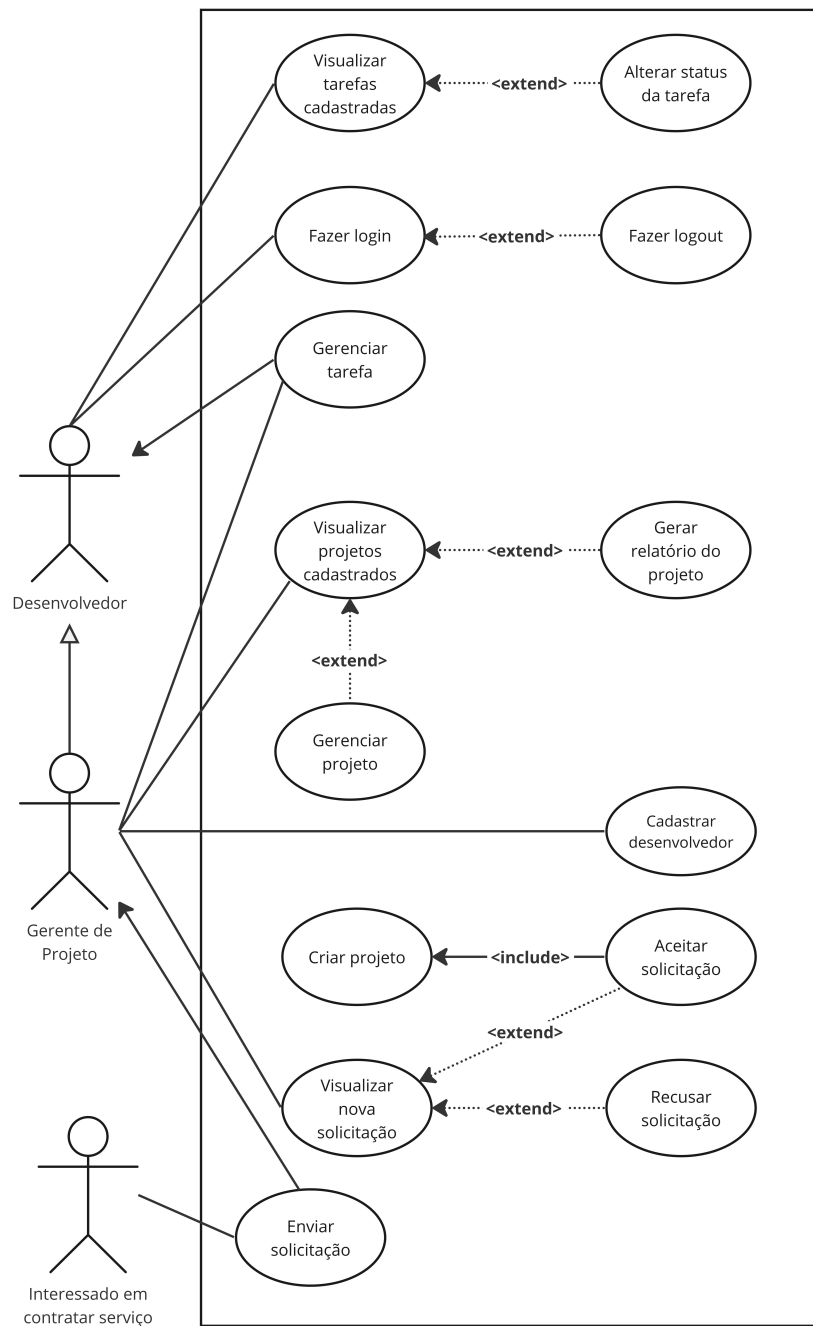 Visualizar
tarefas
cadastradas
<extend>
Alterar status
da tarefa
Fazer login
<extend>
Fazer logout
Gerenciar
tarefa
Desenvolvedor
Visualizar
projetos
cadastrados
<extend>
Gerar
relatório do
projeto
<extend>
Gerenciar
projeto
Cadastrar
desenvolvedor
Gerente de
Projeto
Criar projeto
<include>
Aceitar
solicitação
<extend>
Visualizar
nova
solicitação
<extend>
Recusar
solicitação
Enviar
solicitação
Interessado em
contratar serviço